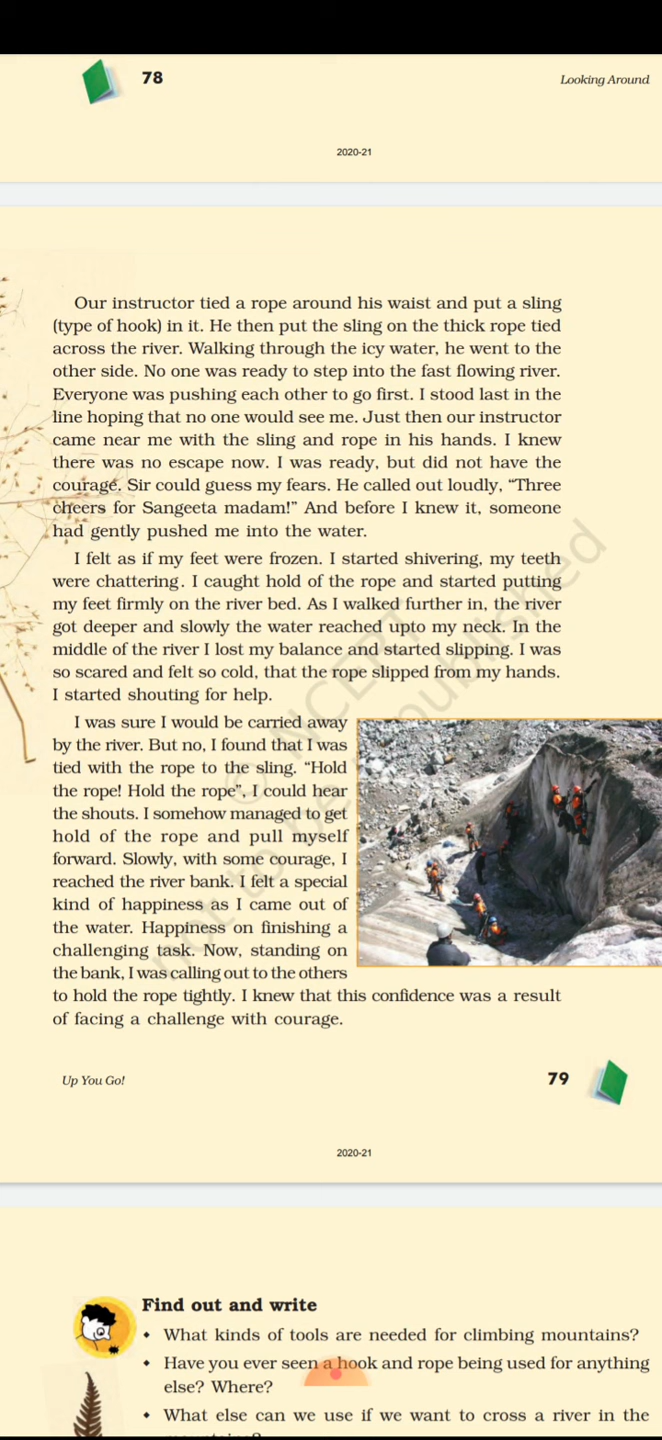 78
Looking Around
2020-21
Our instructor tied a rope around his waist and put a sling
(type of hook) in it. He then put the sling on the thick rope tied
across the river. Walking through the icy water, he went to the
other side. No one was ready to step into the fast flowing river.
Everyone was pushing each other to go first. I stood last in the
line hoping that no one would see me. Just then our instructor
came near me with the sling and rope in his hands. I knew
there was no escape now. I was ready, but did not have the
courage. Sir could guess my fears. He called out loudly, “Three
cheers for Sangeeta madam!” And before I knew it, someone
had gently pushed me into the water.
I felt as if my feet were frozen. I started shivering, my teeth
were chattering. I caught hold of the rope and started putting
my feet firmly on the river bed. As I walked further in, the river
got deeper and slowly the water reached upto my neck. In the
middle of the river I lost my balance and started slipping. I was
so scared and felt so cold, that the rope slipped from my hands.
I started shouting for help.
I was sure I would be carried away
by the river. But no, I found that I was
tied with the rope to the sling. “Hold
the rope! Hold the rope”, I could hear
the shouts. I somehow managed to get
hold of the rope and pull myself
forward. Slowly, with some courage, I
reached the river bank. I felt a special
kind of happiness as I came out of
the water. Happiness on finishing a
challenging task. Now, standing on
the bank, I was calling out to the others
to hold the rope tightly. I knew that this confidence was a result
of facing a challenge with courage.
© NCERT
not to be republished
Up You Go!
79
2020-21
Find out and write
• What kinds of tools are needed for climbing mountains?
• Have you ever seen a hook and rope being used for anything
else? Where?
• What else can we use if we want to cross a river in the